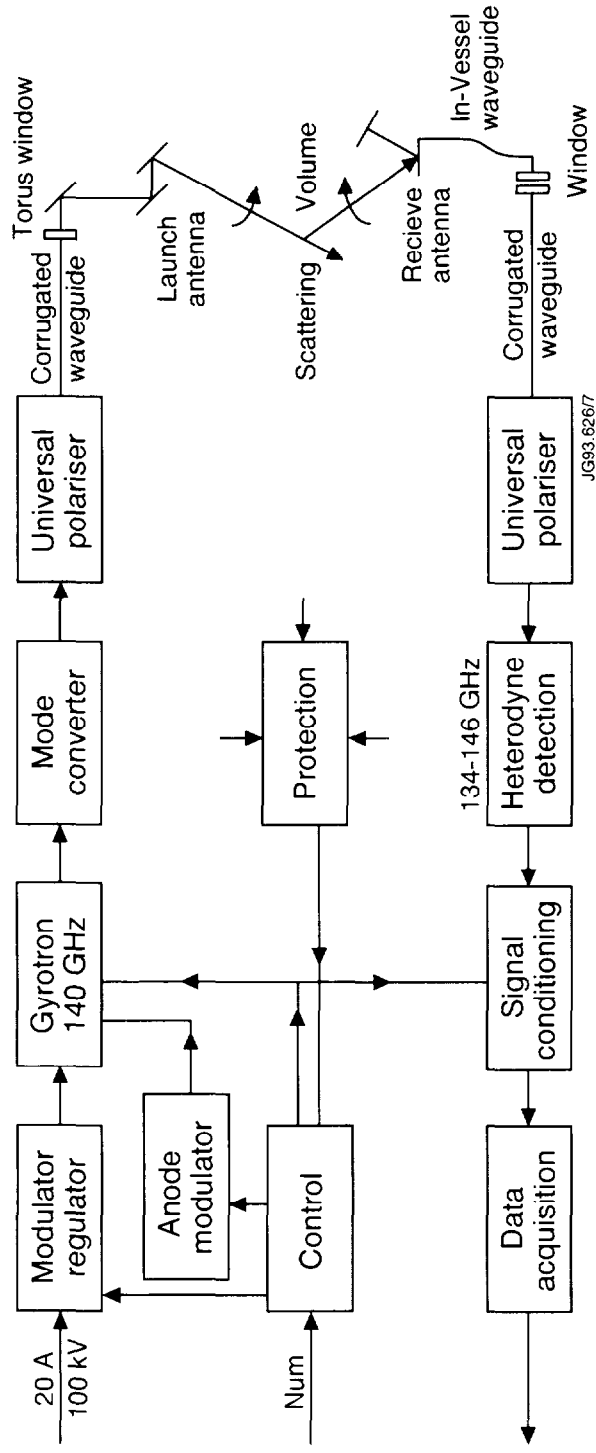 20 A
100 kV
Modulator
regulator
Gyrotron
140 GHz
Mode
converter
Universal
polariser
Corrugated
waveguide
Torus window
Launch
antenna
Scattering
Volume
Recieve
antenna
In-Vessel
waveguide
Window
Anode
modulator
Num
Control
Protection
Data
acquisition
Signal
conditioning
134-146 GHz
Heterodyne
detection
Universal
polariser
Corrugated
waveguide
JG93.626/7